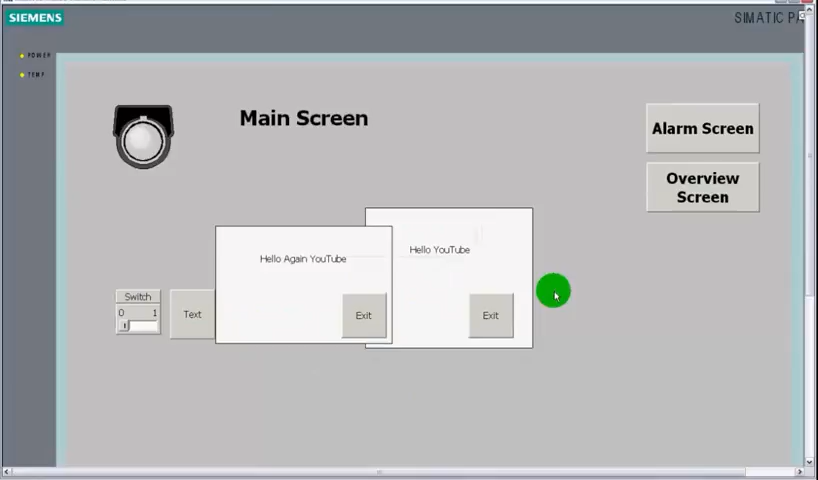 SIEMENS
SIMATIC PA
POWER
TEMP
Main Screen
Alarm Screen
Overview
Screen
Hello YouTube
Hello Again YouTube
Switch
0 1
Text
Exit
Exit